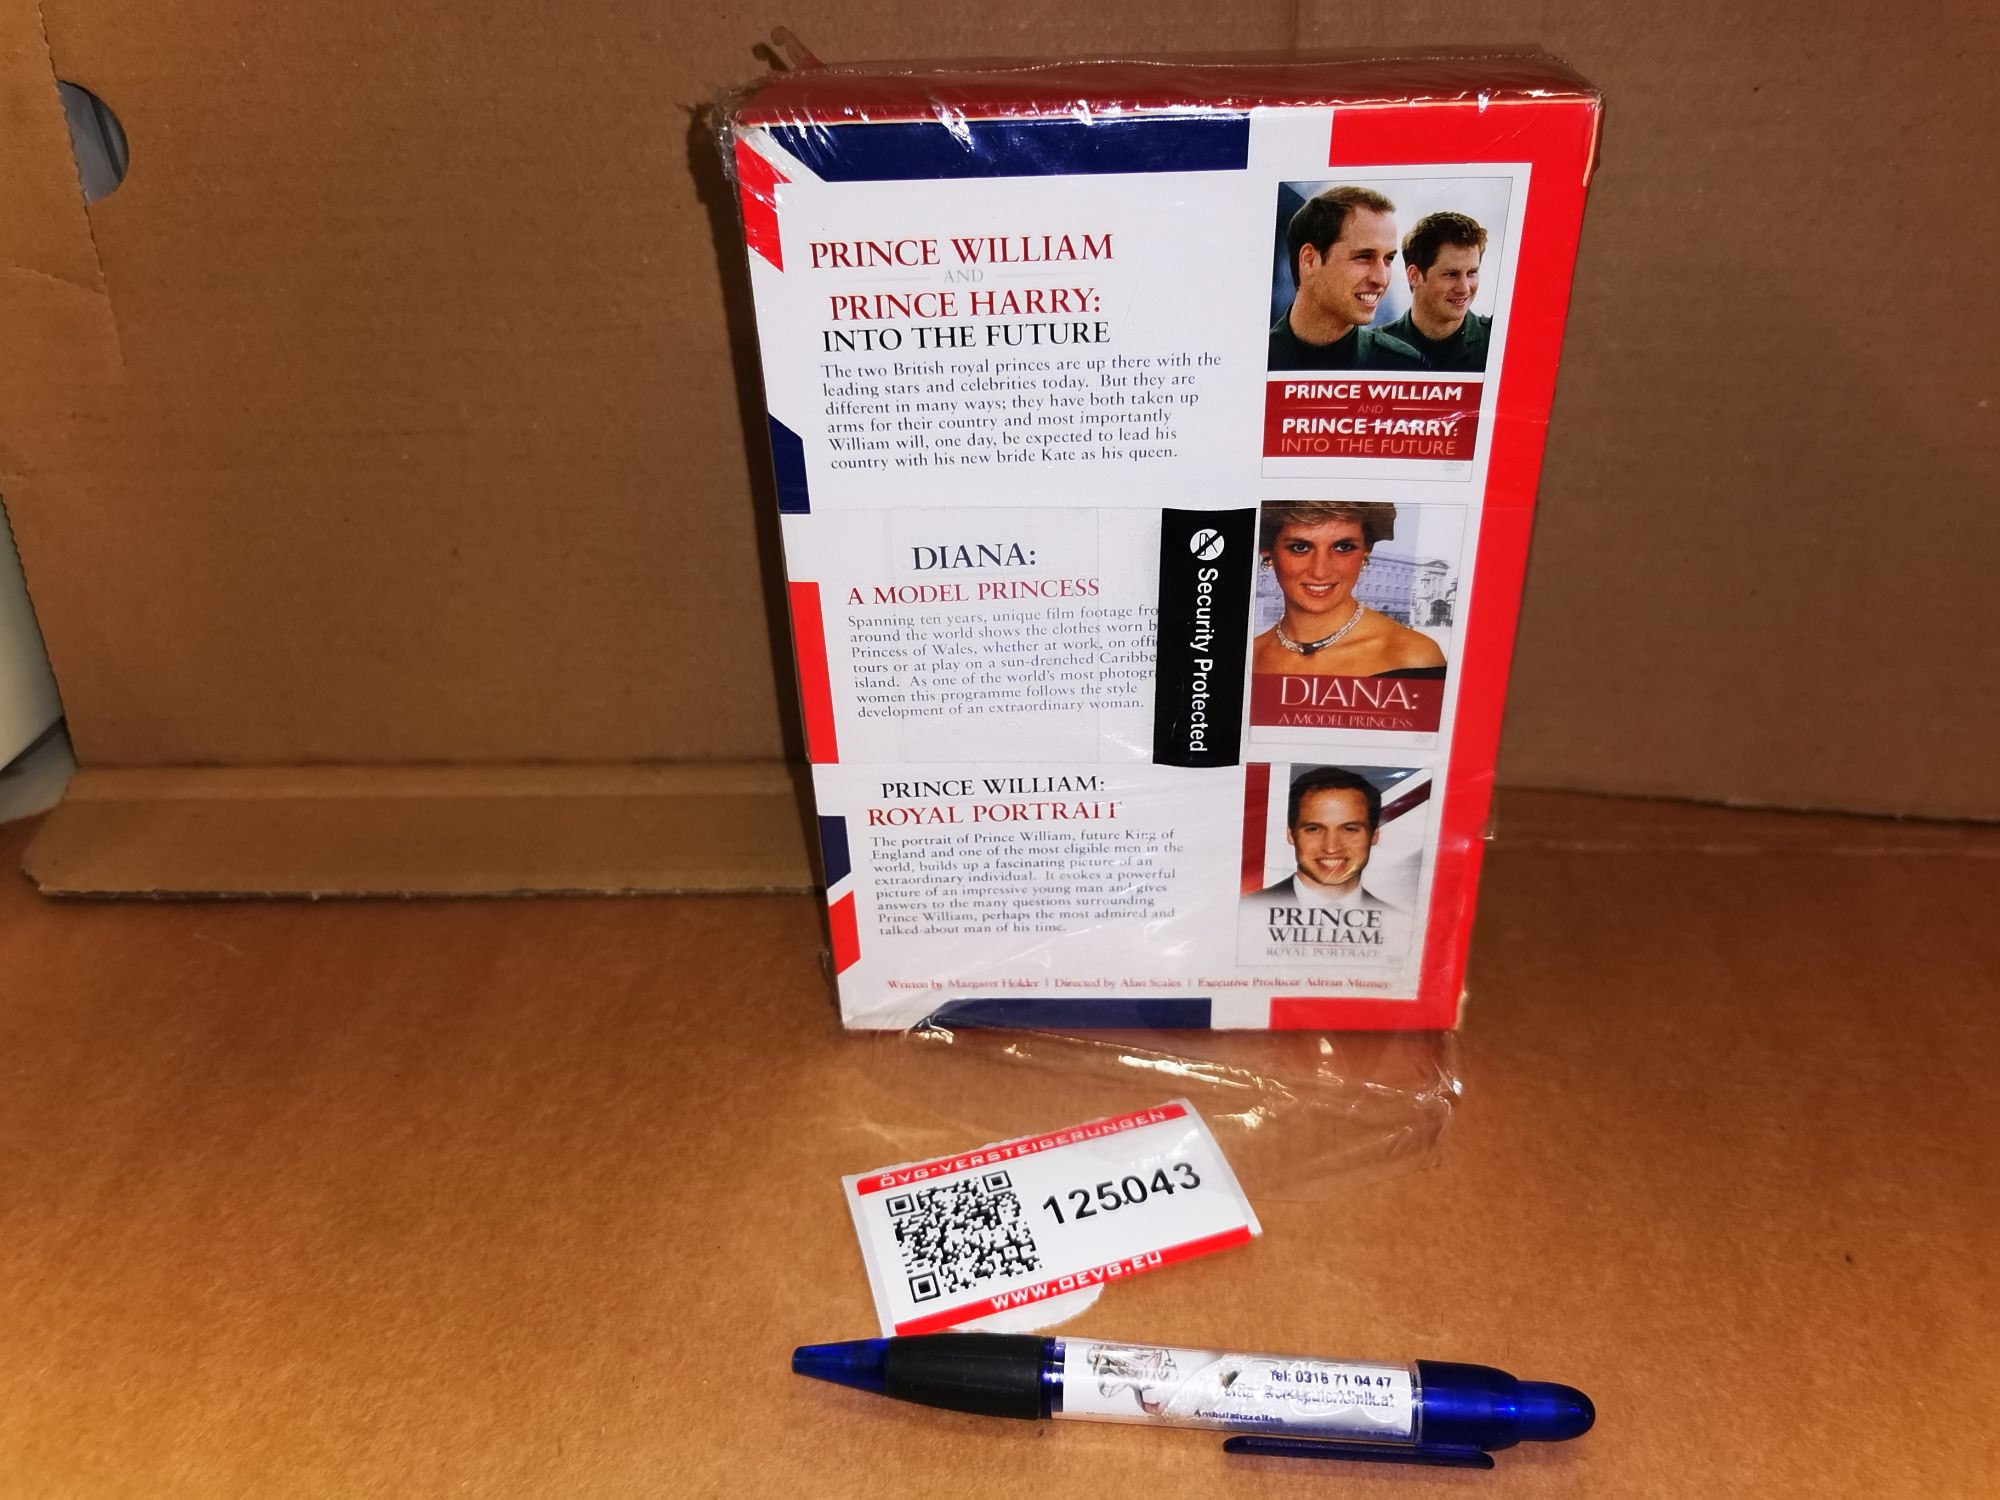 PRINCE WILLIAM
AND
PRINCE HARRY:
INTO THE FUTURE
The two British royal princes are up there with the
leading stars and celebrities today. But they are
different in many ways; they have both taken up
arms for their country and most importantly
William will, one day, be expected to lead his
country with his new bride Kate as his queen.
PRINCE WILLIAM
AND
PRINCE HARRY:
INTO THE FUTURE
DVD
DIANA:
A MODEL PRINCESS
Spanning ten years, unique film footage
around the world shows the clothes worn
Princess of Wales, whether at work, on
tours or at play on a sun-drenched
island. As one of the world's most
women this programme follows the style
development of an extraordinary woman.
Security Protected
DIANA:
A MODEL PRINCESS
PRINCE WILLIAM:
ROYAL PORTRAIT
The portrait of Prince William, future King of
England and one of the most eligible men in the
world, builds up a fascinating picture of an
extraordinary individual. It evokes a powerful
picture of an impressive young man and gives
answers to the many questions surrounding
Prince William, perhaps the most admired and
talked-about man of his time.
PRINCE
WILLIAM:
ROYAL PORTRAIT
Written by Margaret Holder | Directed by Alan Scales | Executive Producer Adrian Munsey
ÖVG-VERSTEIGERUNGEN
125043
WWW.OEVG.EU
Tel: 0316 71 04 47
Ambulanzzeiten